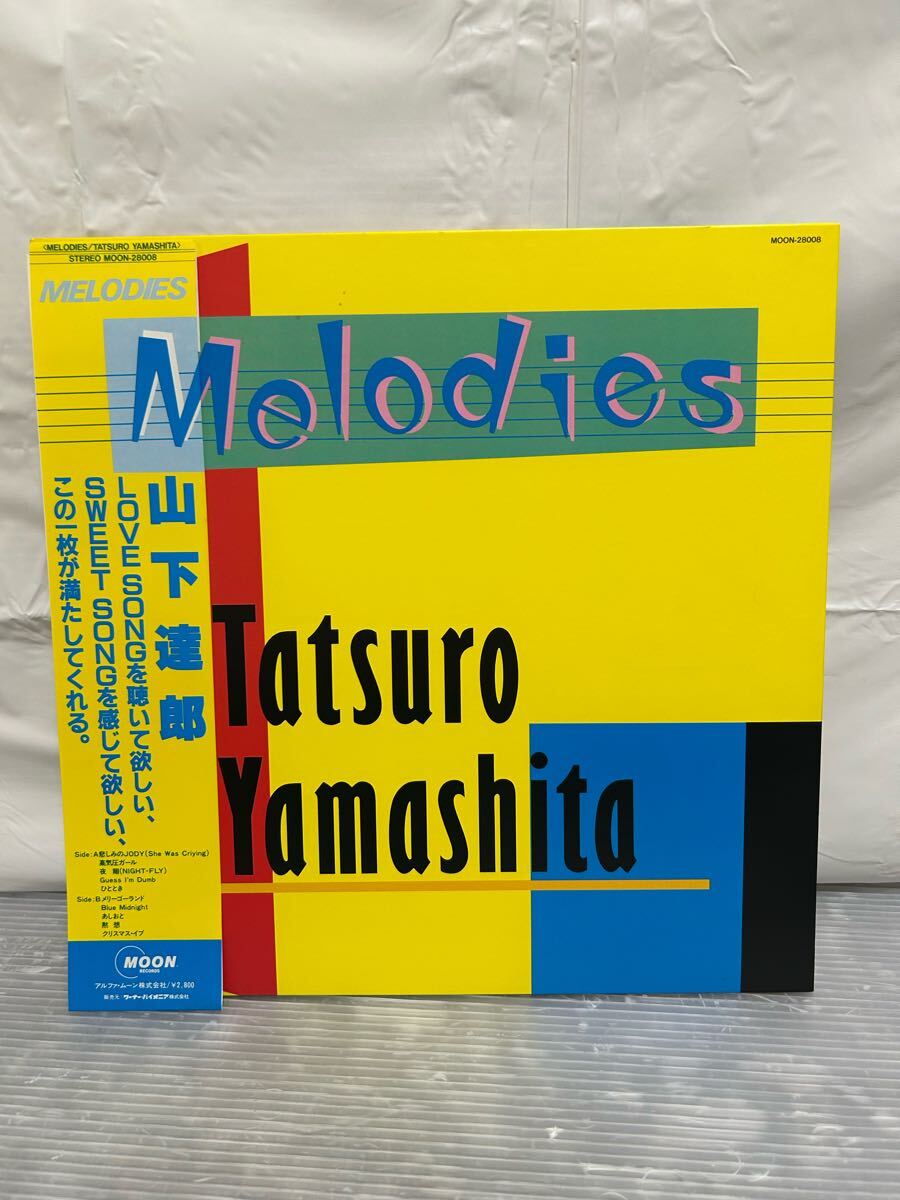 〈MELODIES/TATSURO YAMASHITA〉
STEREO MOON-28008
MELODIES
山下達郎
LOVE SONGを聴いて欲しい、
SWEET SONGを感じて欲しい、
この一枚が満たしてくれる。
Side:A悲しみのJODY(She Was Criying)
高気圧ガール
夜翔(NIGHT-FLY)
Guess I'm Dumb
ひととき
Side:Bメリー・ゴー・ランド
Blue Midnight
あしおと
黙想
クリスマス・イブ
MOON
RECORDS
アルファ・ムーン株式会社/¥2,800
販売元:ワーナー・パイオニア株式会社
MOON-28008
Melodies
Tatsuro
Yamashita